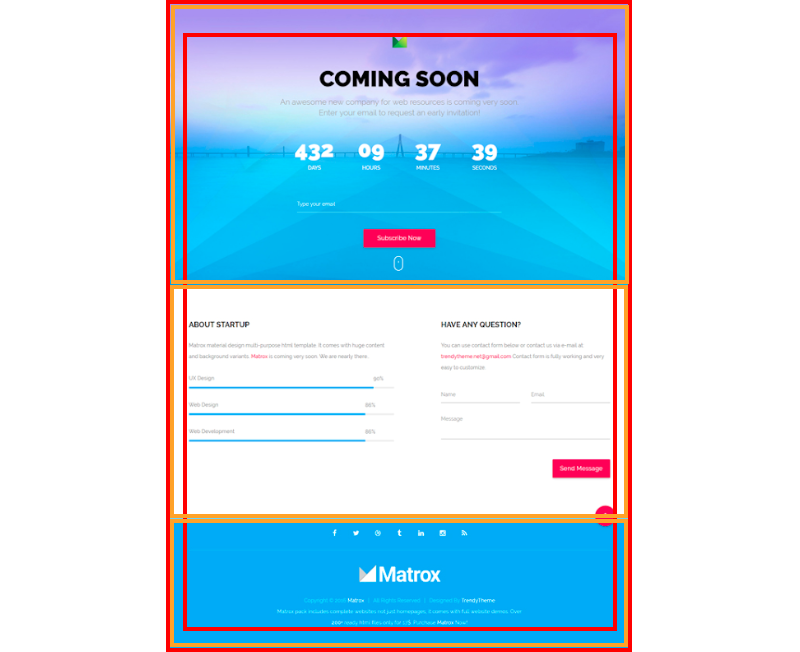 COMING SOON
An awesome new company for web resources is coming very soon.
Enter your email to request an early invitation!
432 09 37 39
DAYS HOURS MINUTES SECONDS
Type your email
Subscribe Now
ABOUT STARTUP
Matrox material design multi-purpose html template. It comes with huge content
and background variants. Matrox is coming very soon. We are nearly there.
UX Design 90%
Web Design
Web Development
HAVE ANY QUESTION?
You can use contact form below or contact us via e-mail at
trendytheme.net@gmail.com Contact form is fully working and very
easy to customize.
Name Email
Message
Send Message
Matrox
Copyright © Matrox | All Rights Reserved | Designed By TrendyTheme
Matrox pack includes complete websites not just homepages, it comes with full website demos. Over
400+ ready html files only for U.S. Purchase Matrox Now!